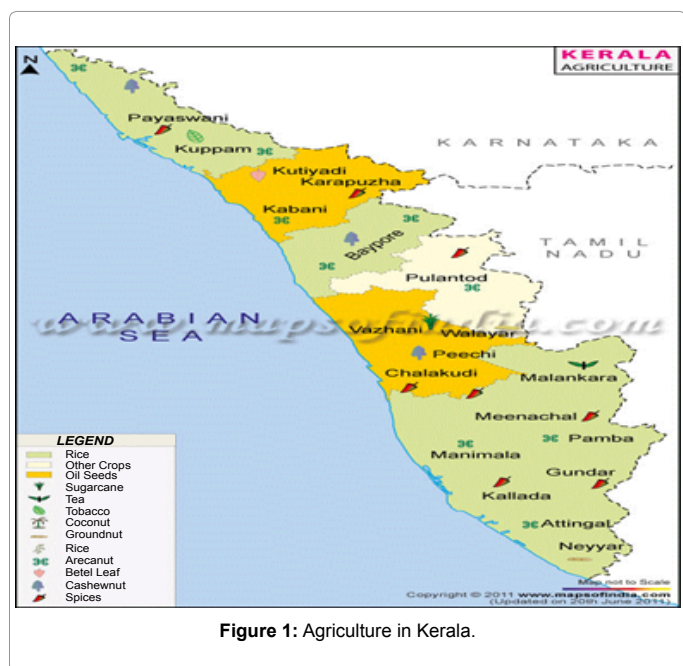 N
KERALA
AGRICULTURE
Payaswani
Kuppam
KARNATAKA
Kutiyadi
Karapuzha
Kabani
Baypore
TAMIL
NADU
Pulantod
ARABIAN
SEA
www.mapsofindia.com
Vazhani
Walayar
Peechi
Chalakudi
Malankara
Meenachal
Pamba
Manimala
Gundar
Kallada
Attingal
Neyyar
LEGEND
Rice
Other Crops
Oil Seeds
Sugarcane
Tea
Tobacco
Coconut
Groundnut
Rice
Arecanut
Betel Leaf
Cashewnut
Spices
Map not to Scale
Copyright © 2011 www.mapsofindia.com
(Updated on 20th June 2011)
Figure 1: Agriculture in Kerala.